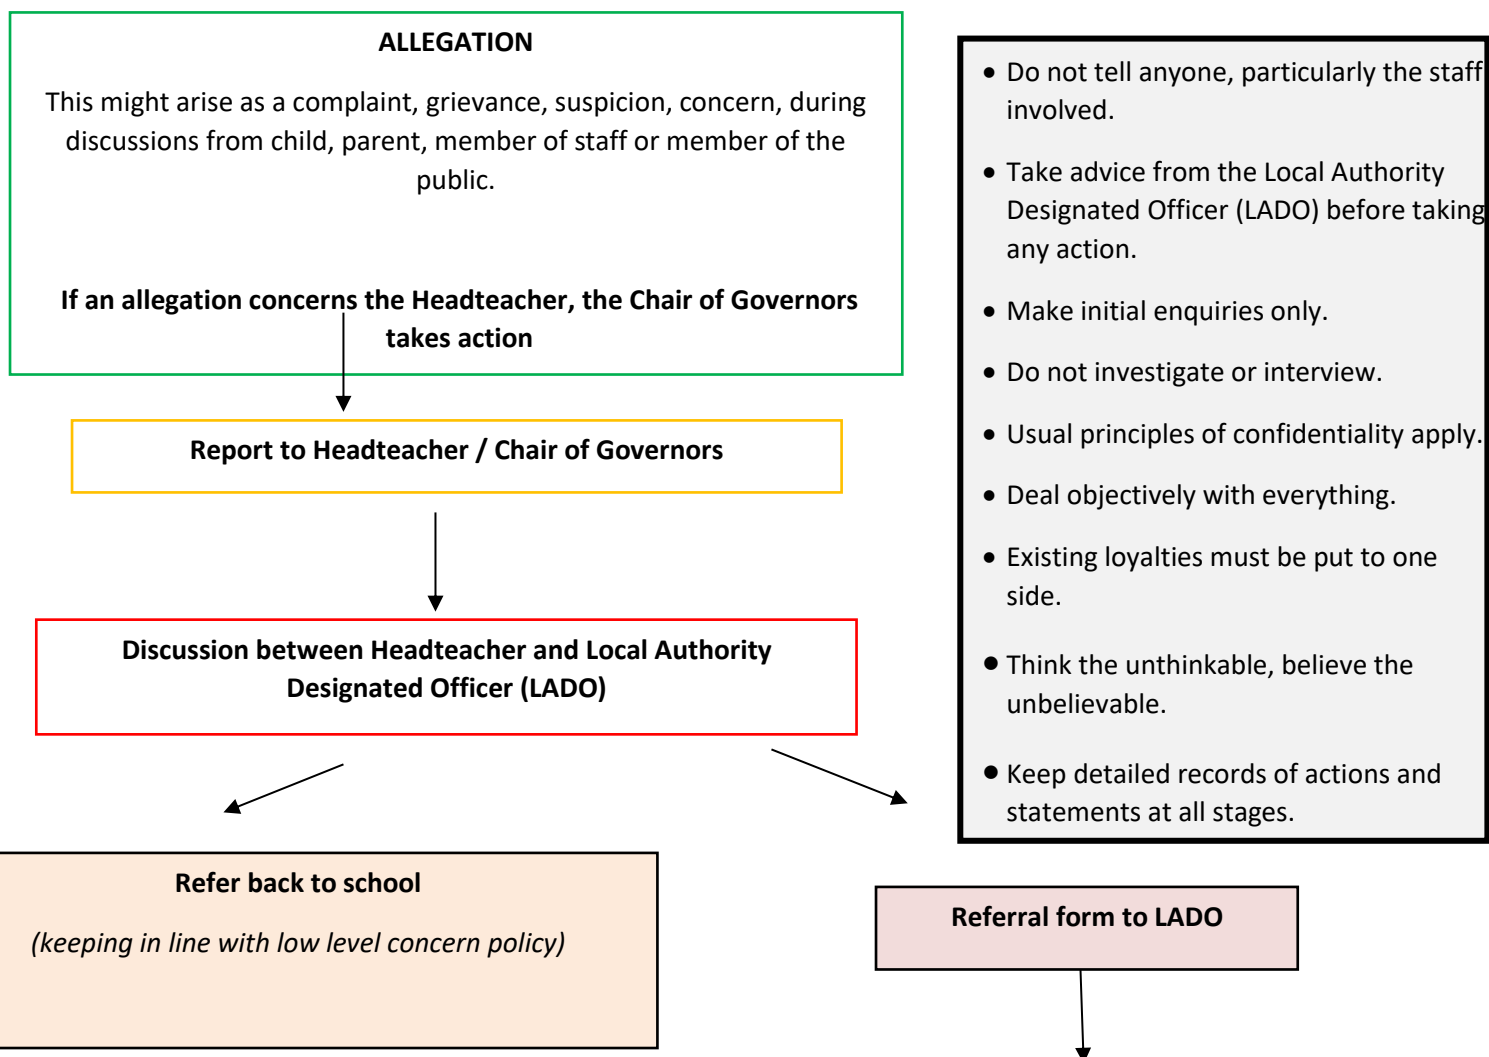 ALLEGATION
This might arise as a complaint, grievance, suspicion, concern, during
discussions from child, parent, member of staff or member of the
public.
If an allegation concerns the Headteacher, the Chair of Governors
takes action
Report to Headteacher / Chair of Governors
Discussion between Headteacher and Local Authority
Designated Officer (LADO)
Refer back to school
(keeping in line with low level concern policy)
Referral form to LADO
• Do not tell anyone, particularly the staff
involved.
• Take advice from the Local Authority
Designated Officer (LADO) before taking
any action.
• Make initial enquiries only.
• Do not investigate or interview.
• Usual principles of confidentiality apply.
• Deal objectively with everything.
• Existing loyalties must be put to one
side.
• Think the unthinkable, believe the
unbelievable.
• Keep detailed records of actions and
statements at all stages.